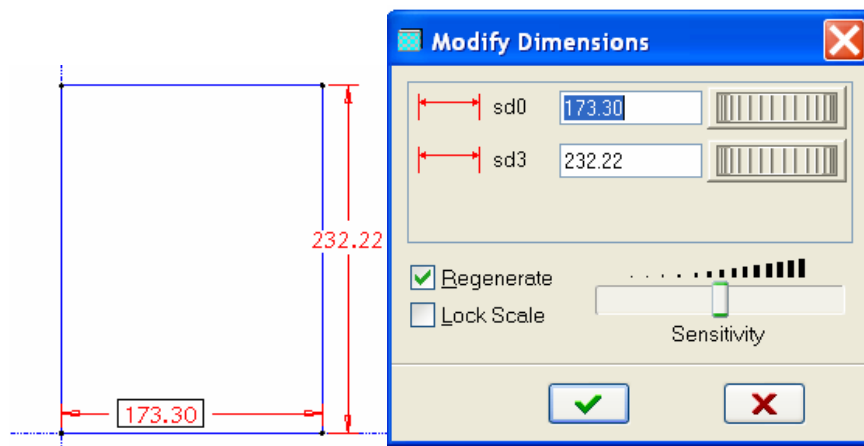 Modify Dimensions
sd0 173.30
sd3 232.22
232.22
Regenerate
Lock Scale
Sensitivity
173.30